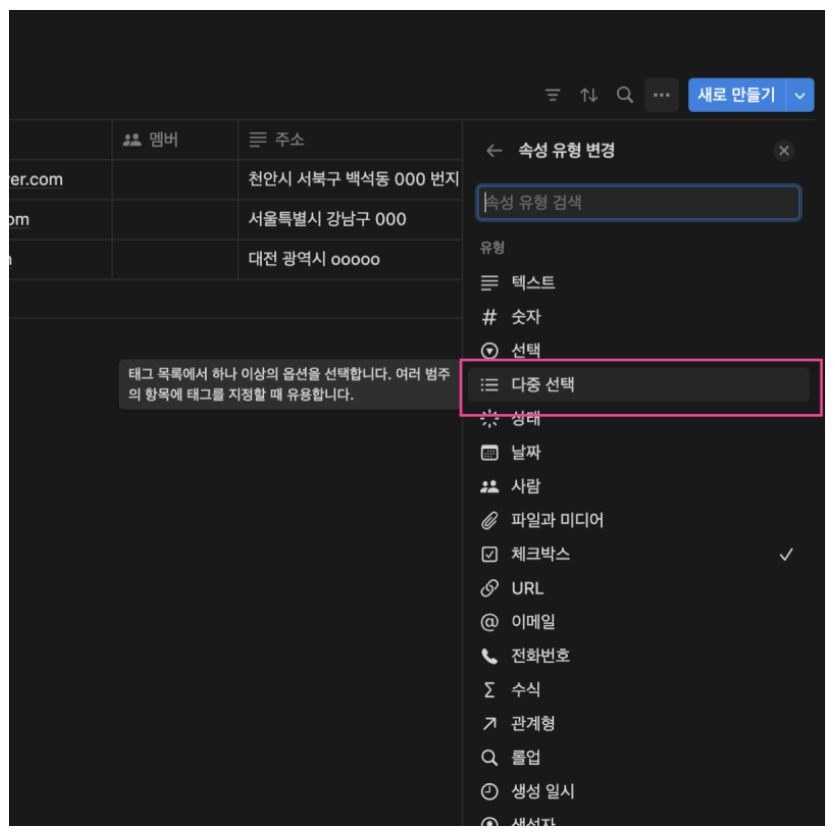 새로 만들기
멤버
주소
속성 유형 변경
er.com
천안시 서북구 백석동 000 번지
om
서울특별시 강남구 000
대전 광역시 ooooo
속성 유형 검색
유형
텍스트
# 숫자
선택
태그 목록에서 하나 이상의 옵션을 선택합니다. 여러 범주
의 항목에 태그를 지정할 때 유용합니다.
다중 선택
상태
날짜
사람
파일과 미디어
체크박스
URL
@ 이메일
전화번호
Σ 수식
관계형
롤업
생성 일시
생성자